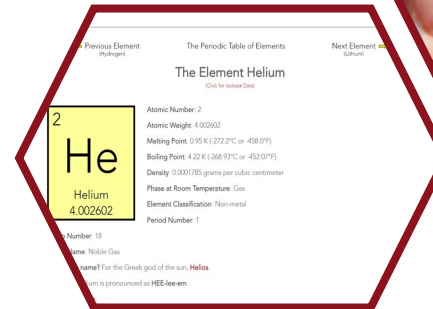 Previous Element The Periodic Table of Elements Next Element
(Hydrogen) (Lithium)
The Element Helium
[Click for Isotope Data]
2
He
Helium
4.002602
Atomic Number: 2
Atomic Weight: 4.002602
Melting Point: 0.95 K (-272.2°C or -458.0°F)
Boiling Point: 4.22 K (-268.93°C or -452.07°F)
Density: 0.0001785 grams per cubic centimeter
Phase at Room Temperature: Gas
Element Classification: Non-metal
Period Number: 1
Number: 18
Name: Noble Gas
name? For the Greek god of the sun, Helios.
is pronounced as HEE-lee-em.